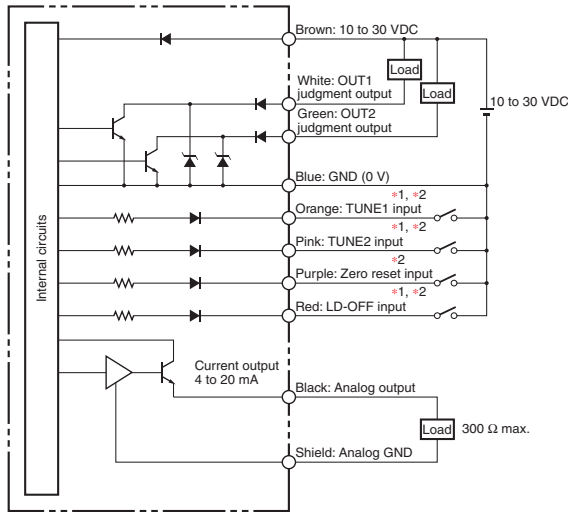 Brown: 10 to 30 VDC
Load
White: OUT1
judgment output
Load
10 to 30 VDC
Green: OUT2
judgment output
Blue: GND (0 V)
*1, *2
Orange: TUNE1 input
*1, *2
Pink: TUNE2 input
*2
Purple: Zero reset input
*1, *2
Red: LD-OFF input
Internal circuits
Current output
4 to 20 mA
Black: Analog output
Load
300 Ω max.
Shield: Analog GND